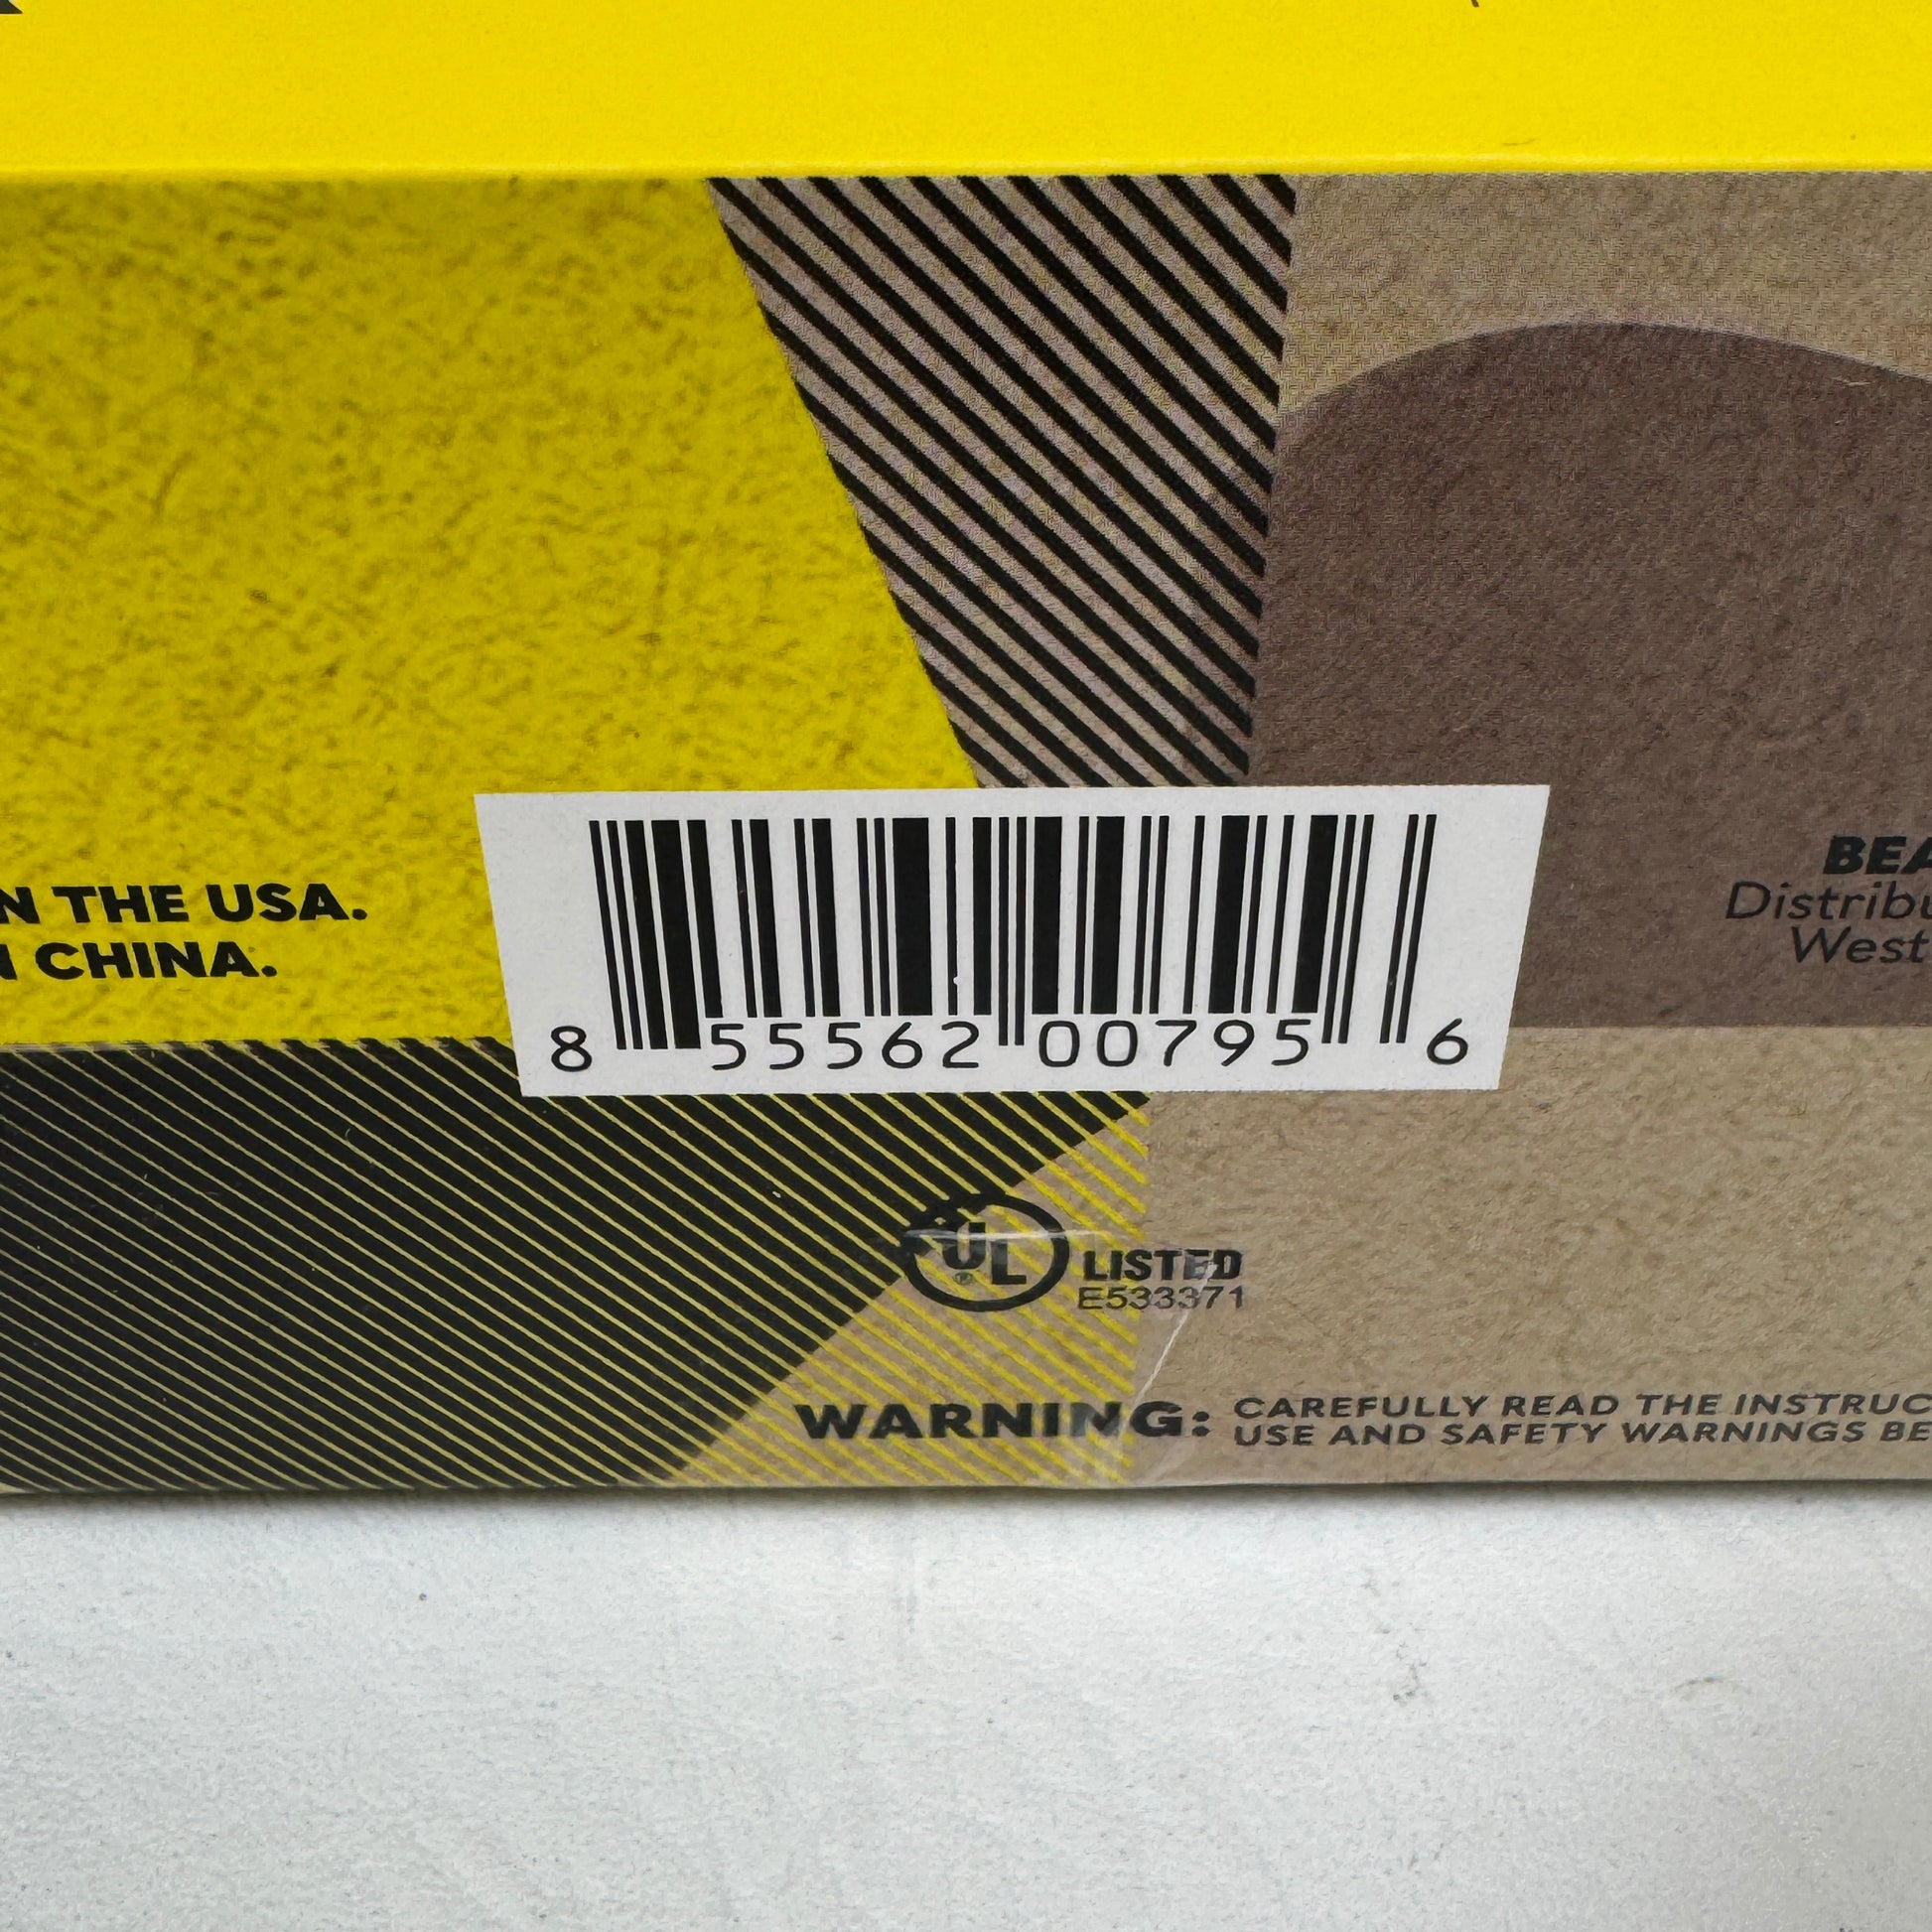 N THE USA.
CHINA.
8 55562 00795 6
BEA
Distribu
West
UL LISTED
E533371
WARNING: CAREFULLY READ THE INSTRUC
USE AND SAFETY WARNINGS BE